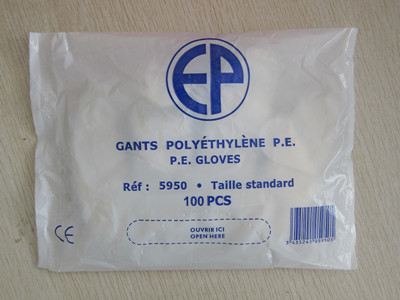 EP
GANTS POLYÉTHYLÈNE P.E.
P.E. GLOVES
Réf : 5950 • Taille standard
100 PCS
OUVRIR ICI
OPEN HERE
CE